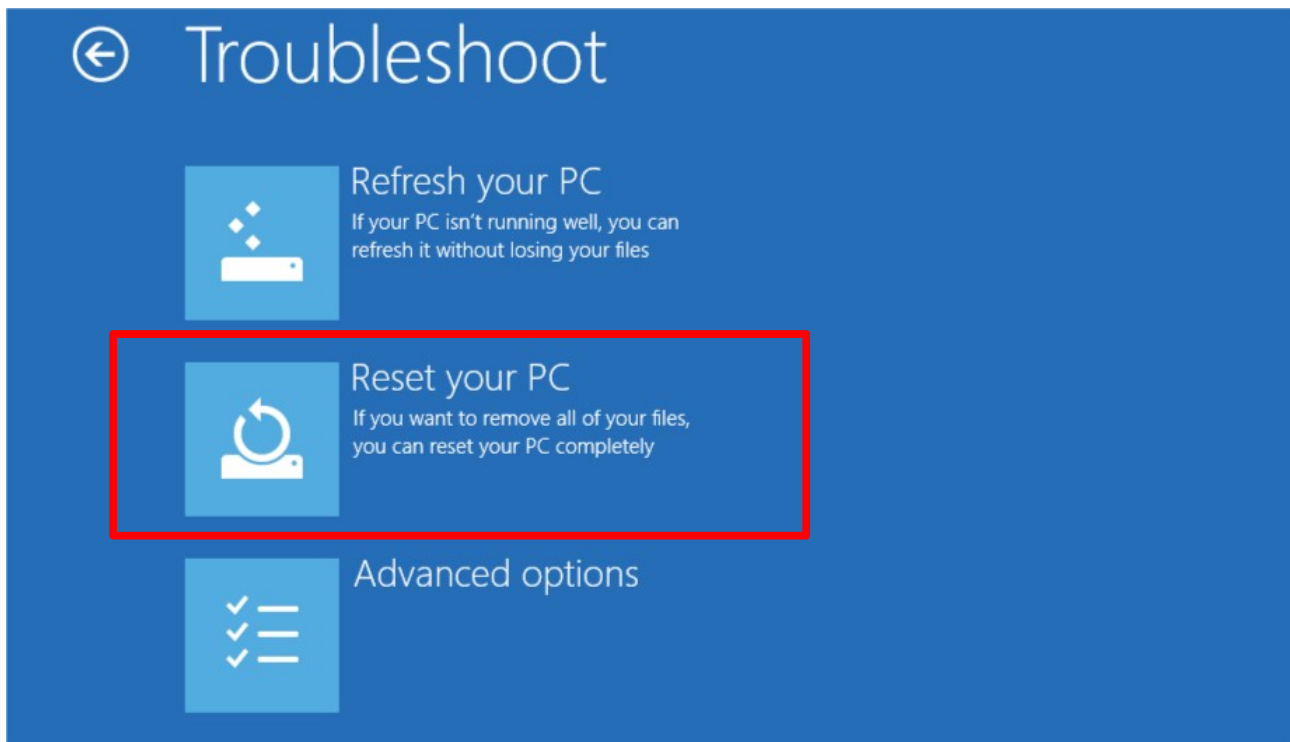 Troubleshoot
Refresh your PC
If your PC isn't running well, you can
refresh it without losing your files
Reset your PC
If you want to remove all of your files,
you can reset your PC completely
Advanced options